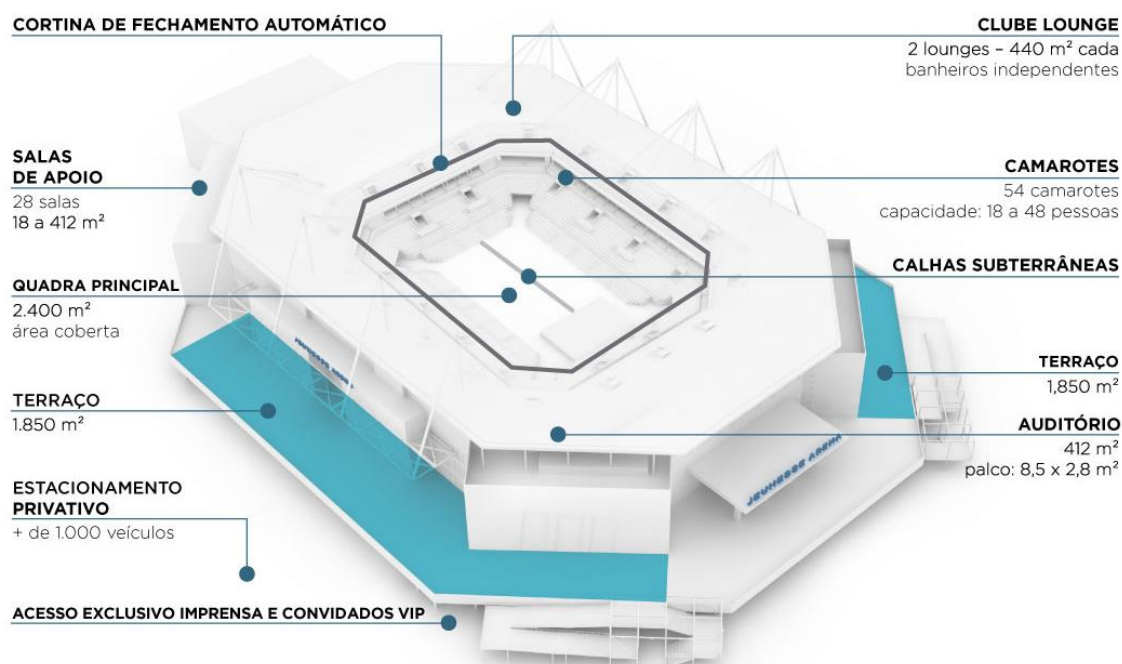 CORTINA DE FECHAMENTO AUTOMÁTICO
CLUBE LOUNGE
2 lounges – 440 m² cada
banheiros independentes
SALAS
DE APOIO
28 salas
18 a 412 m²
CAMAROTES
54 camarotes
capacidade: 18 a 48 pessoas
CALHAS SUBTERRÂNEAS
QUADRA PRINCIPAL
2.400 m²
área coberta
TERRAÇO
1,850 m²
TERRAÇO
1.850 m²
AUDITÓRIO
412 m²
palco: 8,5 x 2,8 m²
JEUNESSE ARENA
ESTACIONAMENTO
PRIVATIVO
+ de 1.000 veículos
ACESSO EXCLUSIVO IMPRENSA E CONVIDADOS VIP